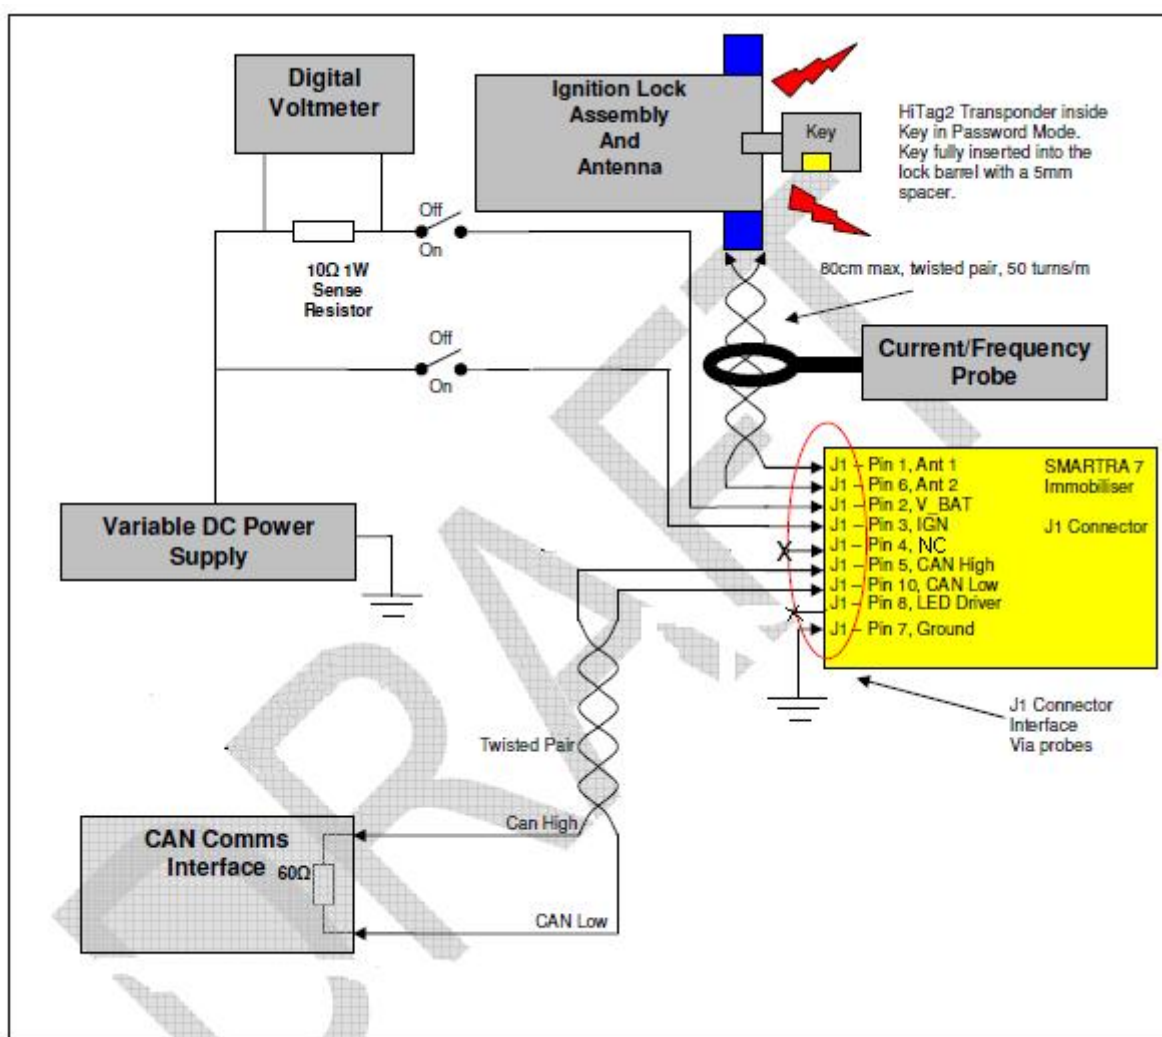 Digital
Voltmeter
Ignition Lock
Assembly
And
Antenna
Key
HiTag2 Transponder inside
Key in Password Mode.
Key fully inserted into the
lock barrel with a 5mm
spacer.
Off
On
10Ω 1W
Sense
Resistor
80cm max, twisted pair, 50 turns/m
Off
On
Current/Frequency
Probe
Variable DC Power
Supply
J1 – Pin 1, Ant 1
J1 – Pin 6, Ant 2
J1 – Pin 2, V_BAT
J1 – Pin 3, IGN
J1 – Pin 4, NC
J1 – Pin 5, CAN High
J1 – Pin 10, CAN Low
J1 – Pin 8, LED Driver
J1 – Pin 7, Ground
SMARTRA 7
Immobiliser
J1 Connector
J1 Connector
Interface
Via probes
Twisted Pair
Can High
CAN Low
CAN Comms
Interface
60Ω
DRAFT